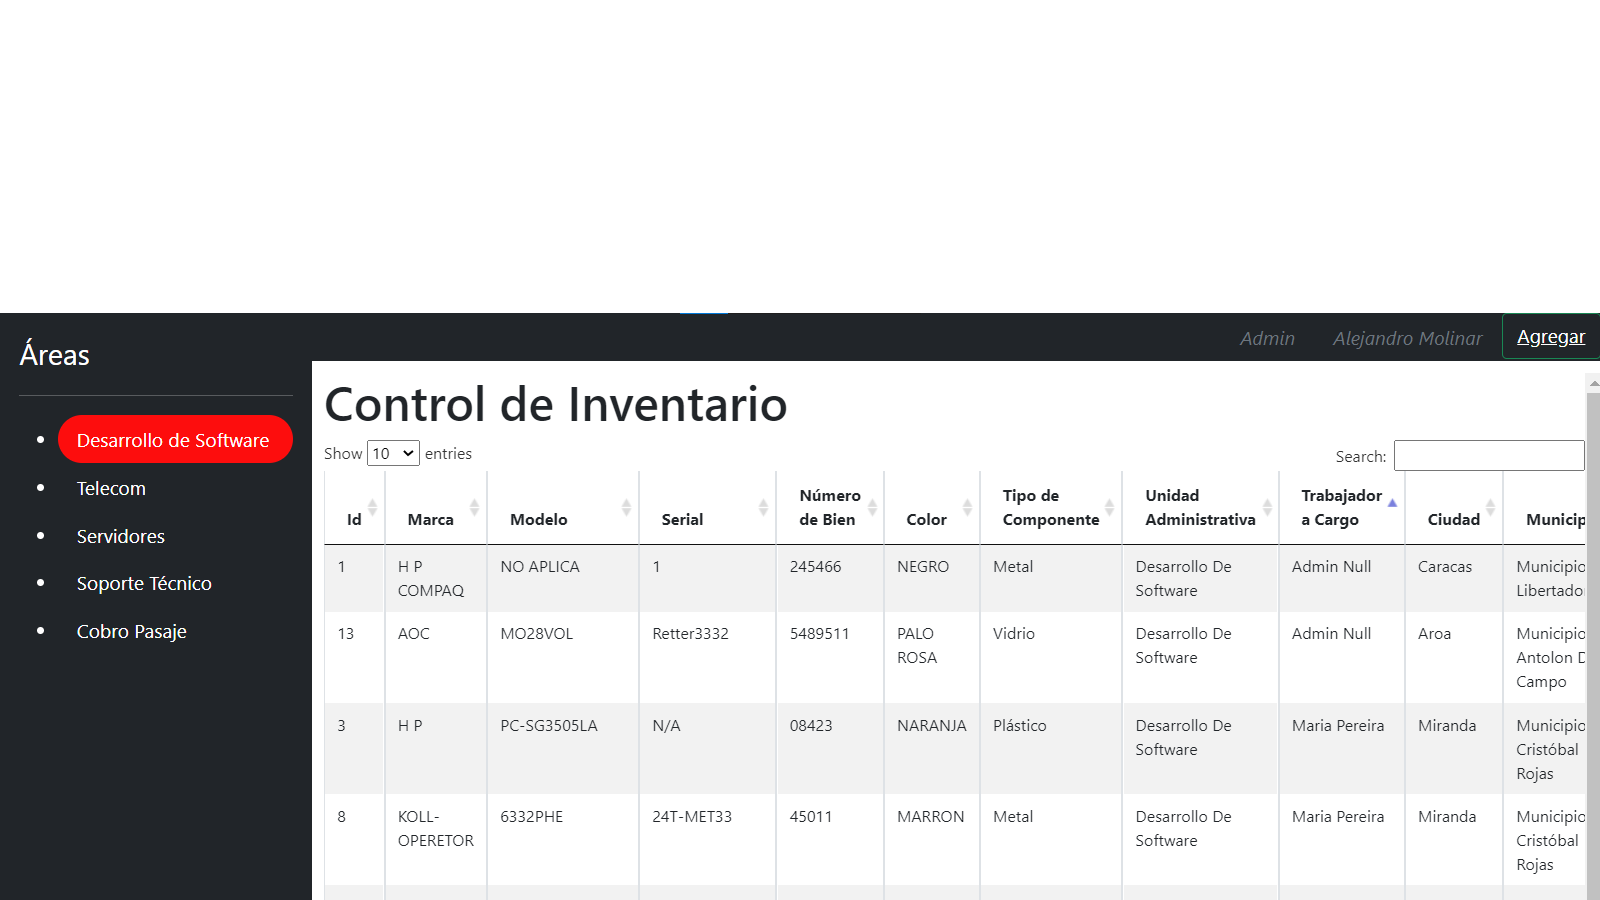 Áreas
Desarrollo de Software
Telecom
Servidores
Soporte Técnico
Cobro Pasaje
Admin Alejandro Molinar Agregar
Control de Inventario
Show 10 entries Search:
Id Marca Modelo Serial Número de Bien Color Tipo de Componente Unidad Administrativa Trabajador a Cargo Ciudad Municip
1 H P COMPAQ NO APLICA 1 245466 NEGRO Metal Desarrollo De Software Admin Null Caracas Municipio Libertado
13 AOC MO28VOL Retter3332 5489511 PALO ROSA Vidrio Desarrollo De Software Admin Null Aroa Municipio Antolon D Campo
3 H P PC-SG3505LA N/A 08423 NARANJA Plástico Desarrollo De Software Maria Pereira Miranda Municipio Cristóbal Rojas
8 KOLL-OPERETOR 6332PHE 24T-MET33 45011 MARRON Metal Desarrollo De Software Maria Pereira Miranda Municipio Cristóbal Rojas